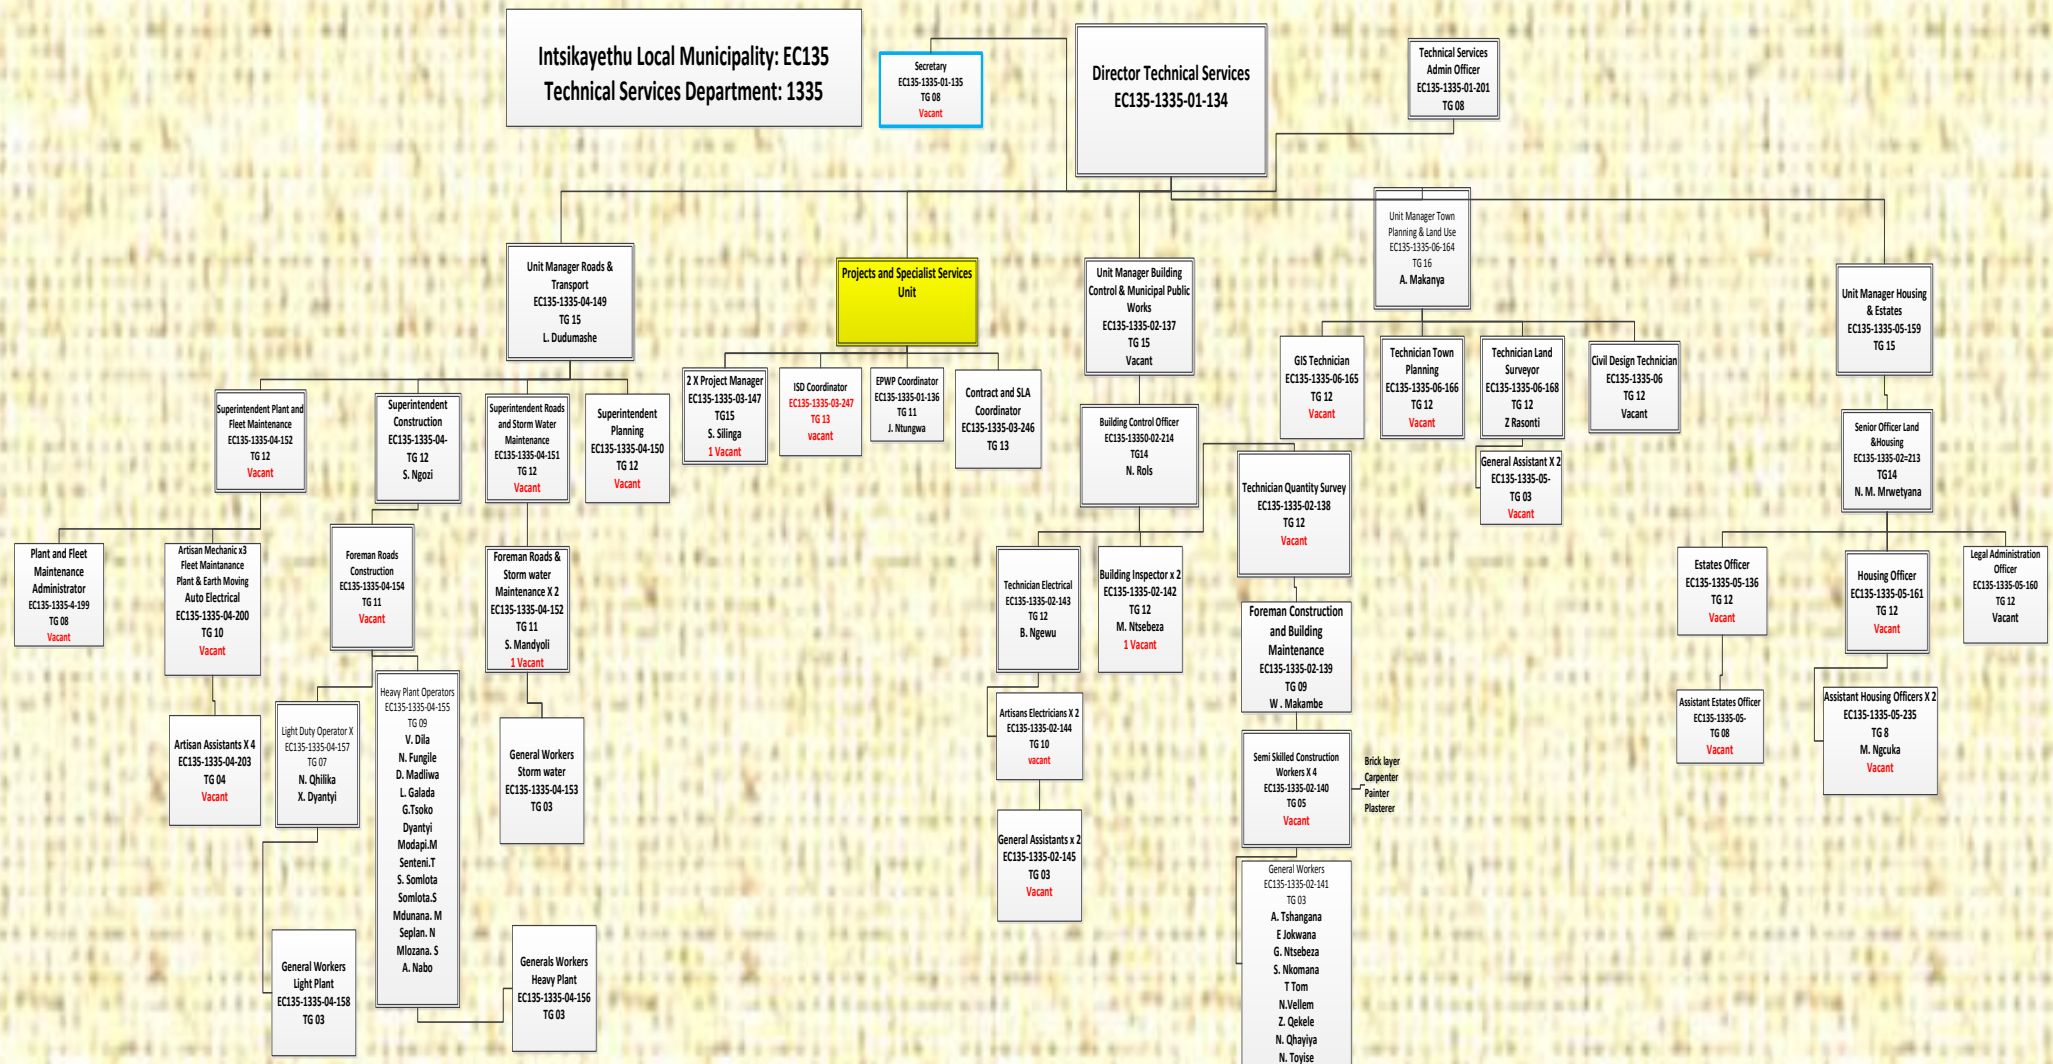 Intsikayethu Local Municipality: EC135
Technical Services Department: 1335
Secretary
EC135-1335-01-135
TG 08
Vacant
Director Technical Services
EC135-1335-01-134
Technical Services
Admin Officer
EC135-1335-01-201
TG 08
Unit Manager Roads &
Transport
EC135-1335-04-149
TG 15
L. Dudumashe
Projects and Specialist Services
Unit
Unit Manager Building
Control & Municipal Public
Works
EC135-1335-02-137
TG 15
Vacant
Unit Manager Town
Planning & Land Use
EC135-1335-06-164
TG 16
A. Makanya
Unit Manager Housing
& Estates
EC135-1335-05-159
TG 15
Superintendent Plant and
Fleet Maintenance
EC135-1335-04-152
TG 12
Vacant
Superintendent
Construction
EC135-1335-04-
TG 12
S. Ngozi
Superintendent Roads
and Storm Water
Maintenance
EC135-1335-04-151
TG 12
Vacant
Superintendent
Planning
EC135-1335-04-150
TG 12
Vacant
2 X Project Manager
EC135-1335-03-147
TG15
S. Silinga
1 Vacant
ISD Coordinator
EC135-1335-03-247
TG 13
vacant
EPWP Coordinator
EC135-1335-01-136
TG 11
J. Ntungwa
Contract and SLA
Coordinator
EC135-1335-03-246
TG 13
Building Control Officer
EC135-13350-02-214
TG14
N. Rols
Technician Quantity Survey
EC135-1335-02-138
TG 12
Vacant
GIS Technician
EC135-1335-06-165
TG 12
Vacant
Technician Town
Planning
EC135-1335-06-166
TG 12
Vacant
Technician Land
Surveyor
EC135-1335-06-168
TG 12
Z Rasonti
Civil Design Technician
EC135-1335-06
TG 12
Vacant
General Assistant X 2
EC135-1335-05-
TG 03
Vacant
Senior Officer Land
&Housing
EC135-1335-02=213
TG14
N. M. Mrwetyana
Plant and Fleet
Maintenance
Administrator
EC135-1335-4-199
TG 08
Vacant
Artisan Mechanic x3
Fleet Maintanance
Plant & Earth Moving
Auto Electrical
EC135-1335-04-200
TG 10
Vacant
Foreman Roads
Construction
EC135-1335-04-154
TG 11
Vacant
Foreman Roads &
Storm water
Maintenance X 2
EC135-1335-04-152
TG 11
S. Mandyoli
1 Vacant
Technician Electrical
EC135-1335-02-143
TG 12
B. Ngewu
Building Inspector x 2
EC135-1335-02-142
TG 12
M. Ntsebeza
1 Vacant
Foreman Construction
and Building
Maintenance
EC135-1335-02-139
TG 09
W . Makambe
Estates Officer
EC135-1335-05-136
TG 12
Vacant
Housing Officer
EC135-1335-05-161
TG 12
Vacant
Legal Administration
Officer
EC135-1335-05-160
TG 12
Vacant
Artisan Assistants X 4
EC135-1335-04-203
TG 04
Vacant
Light Duty Operator X
EC135-1335-04-157
TG 07
N. Qhilika
X. Dyantyi
Heavy Plant Operators
EC135-1335-04-155
TG 09
V. Dila
N. Fungile
D. Madliwa
L. Galada
G.Tsoko
Dyantyi
Modapi.M
Senteni.T
S. Somlota
Somlota.S
Mdunana. M
Seplan. N
Mlozana. S
A. Nabo
General Workers
Storm water
EC135-1335-04-153
TG 03
Artisans Electricians X 2
EC135-1335-02-144
TG 10
vacant
Semi Skilled Construction
Workers X 4
EC135-1335-02-140
TG 05
Vacant
Brick layer
Carpenter
Painter
Plasterer
Assistant Estates Officer
EC135-1335-05-
TG 08
Vacant
Assistant Housing Officers X 2
EC135-1335-05-235
TG 8
M. Ngcuka
Vacant
General Assistants x 2
EC135-1335-02-145
TG 03
Vacant
General Workers
EC135-1335-02-141
TG 03
A. Tshangana
E Jokwana
G. Ntsebeza
S. Nkomana
T Tom
N.Vellem
Z. Qekele
N. Qhayiya
N. Toyise
General Workers
Light Plant
EC135-1335-04-158
TG 03
Generals Workers
Heavy Plant
EC135-1335-04-156
TG 03